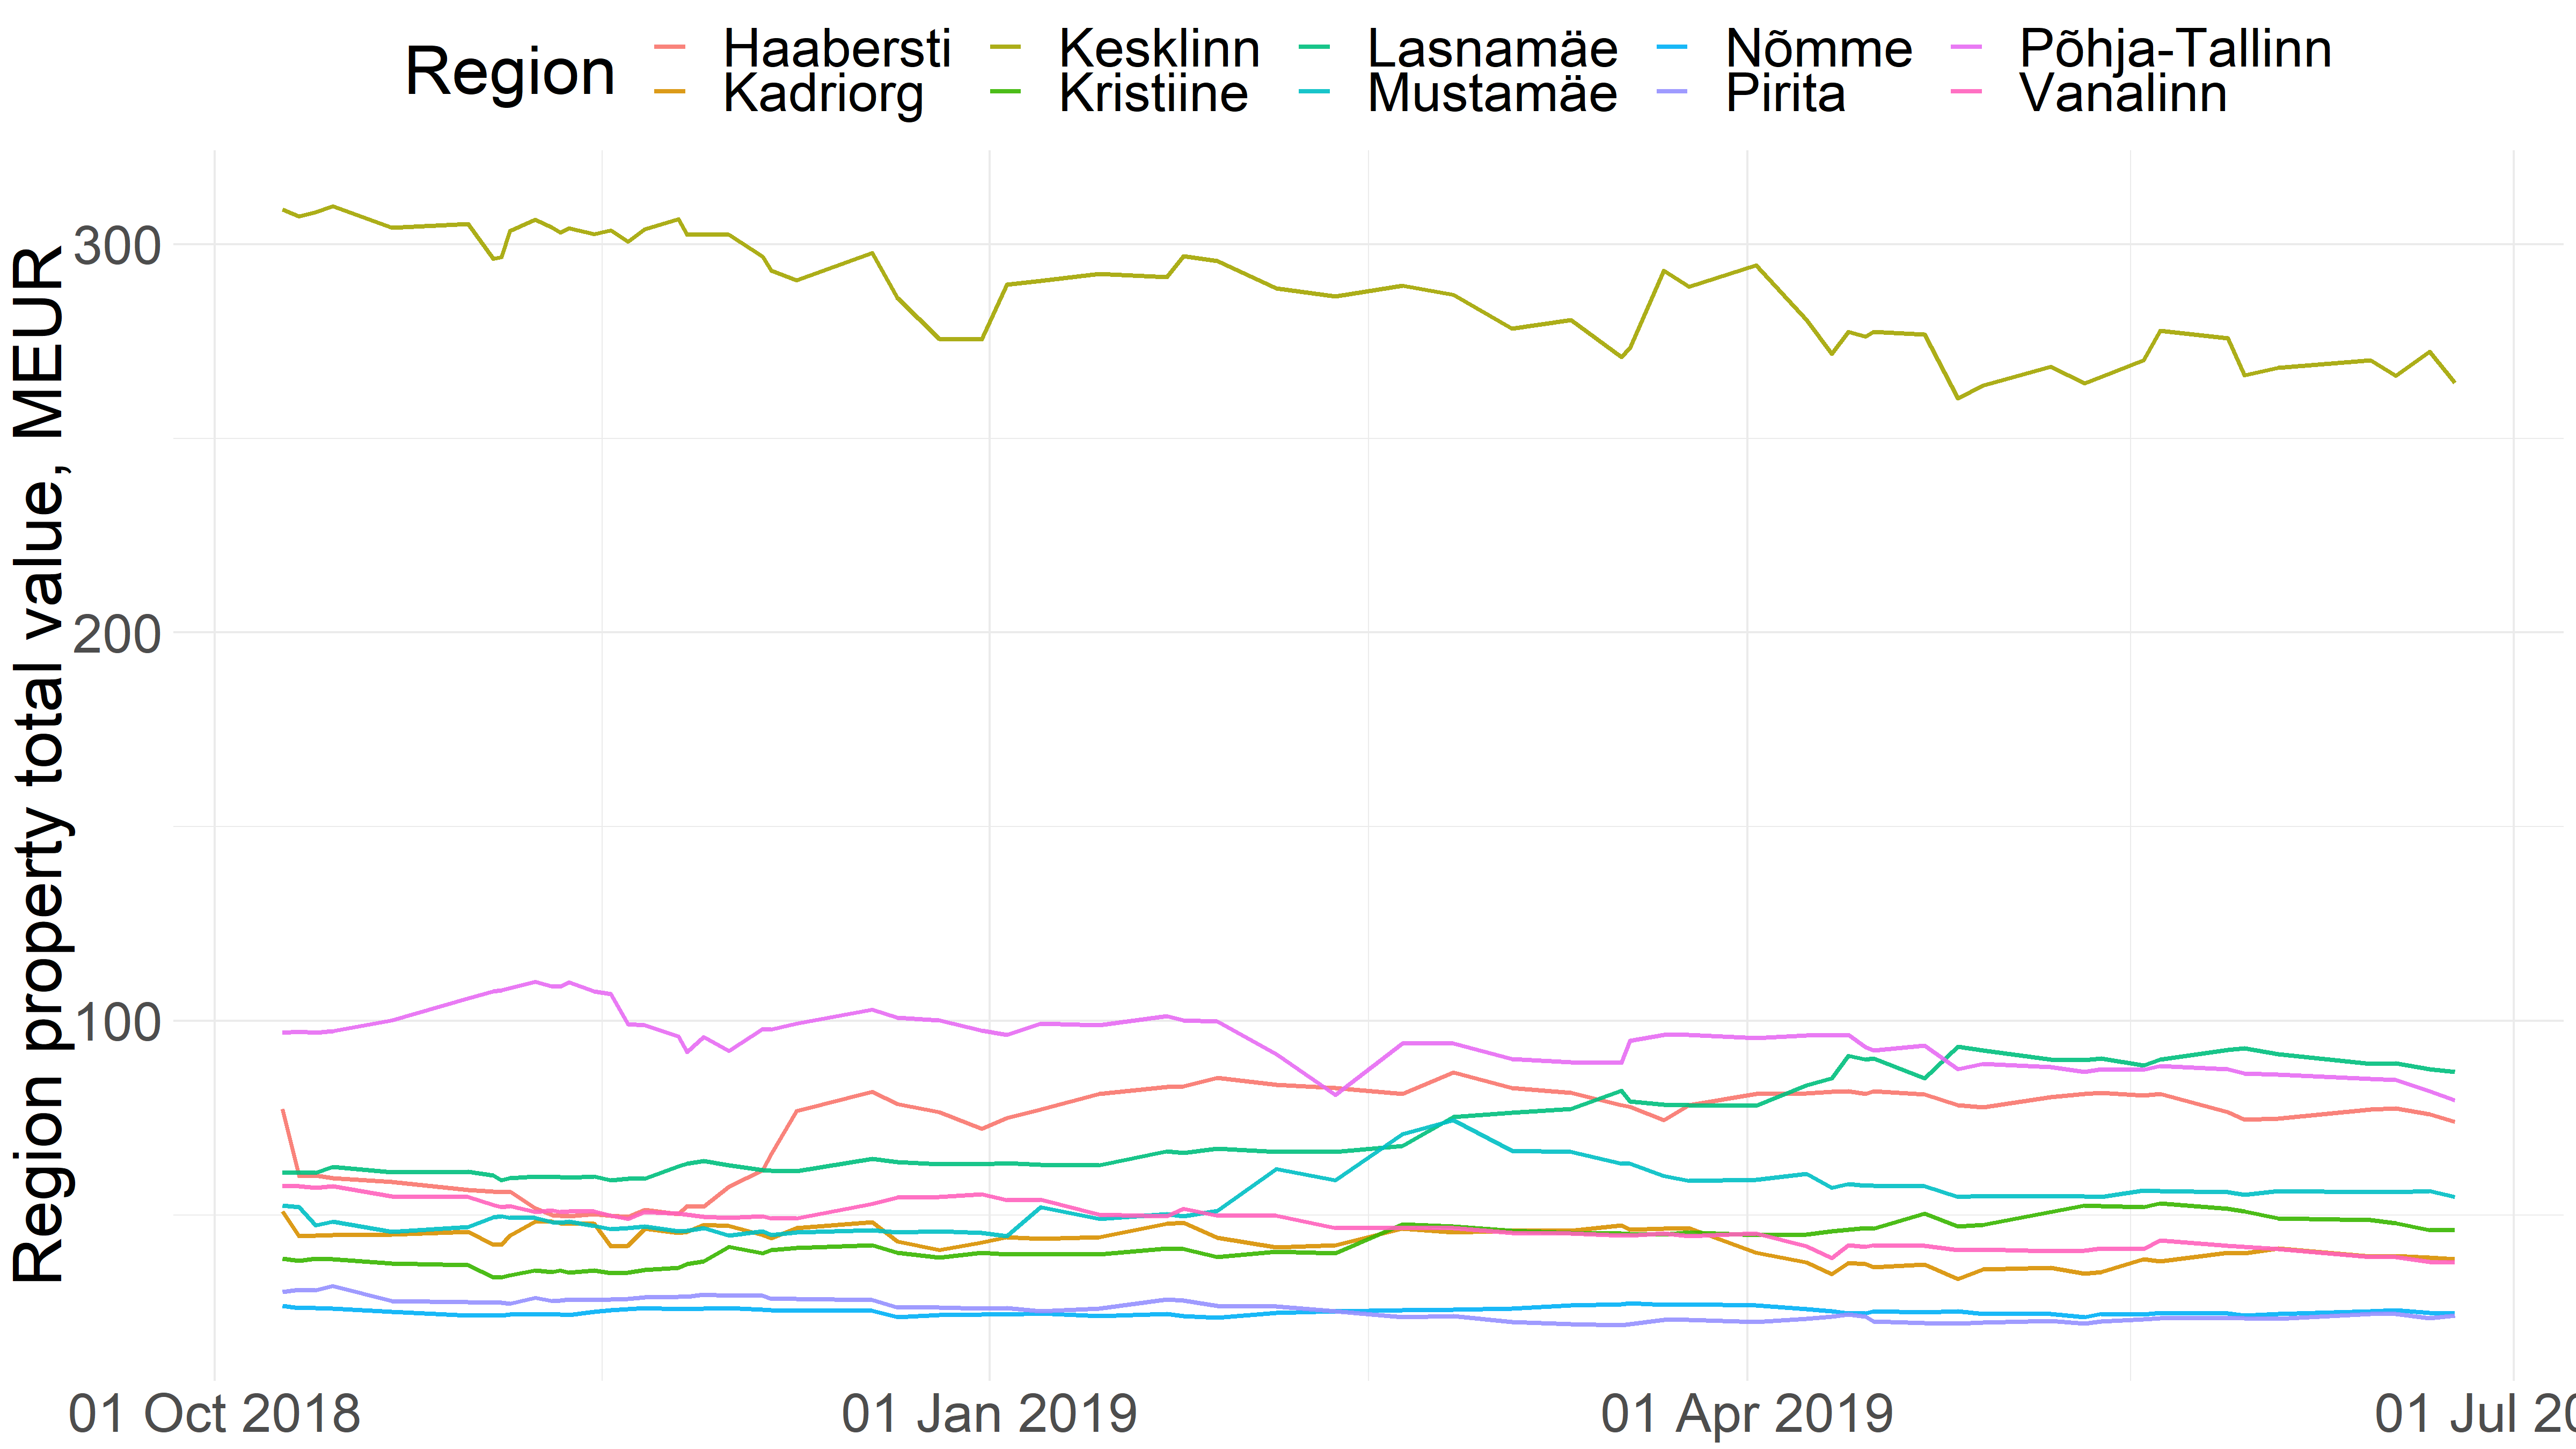 Region
Haabersti Kesklinn Lasnamäe Nõmme Põhja-Tallinn
Kadriorg Kristiine Mustamäe Pirita Vanalinn
Region property total value, MEUR
300
200
100
01 Oct 2018 01 Jan 2019 01 Apr 2019 01 Jul 20